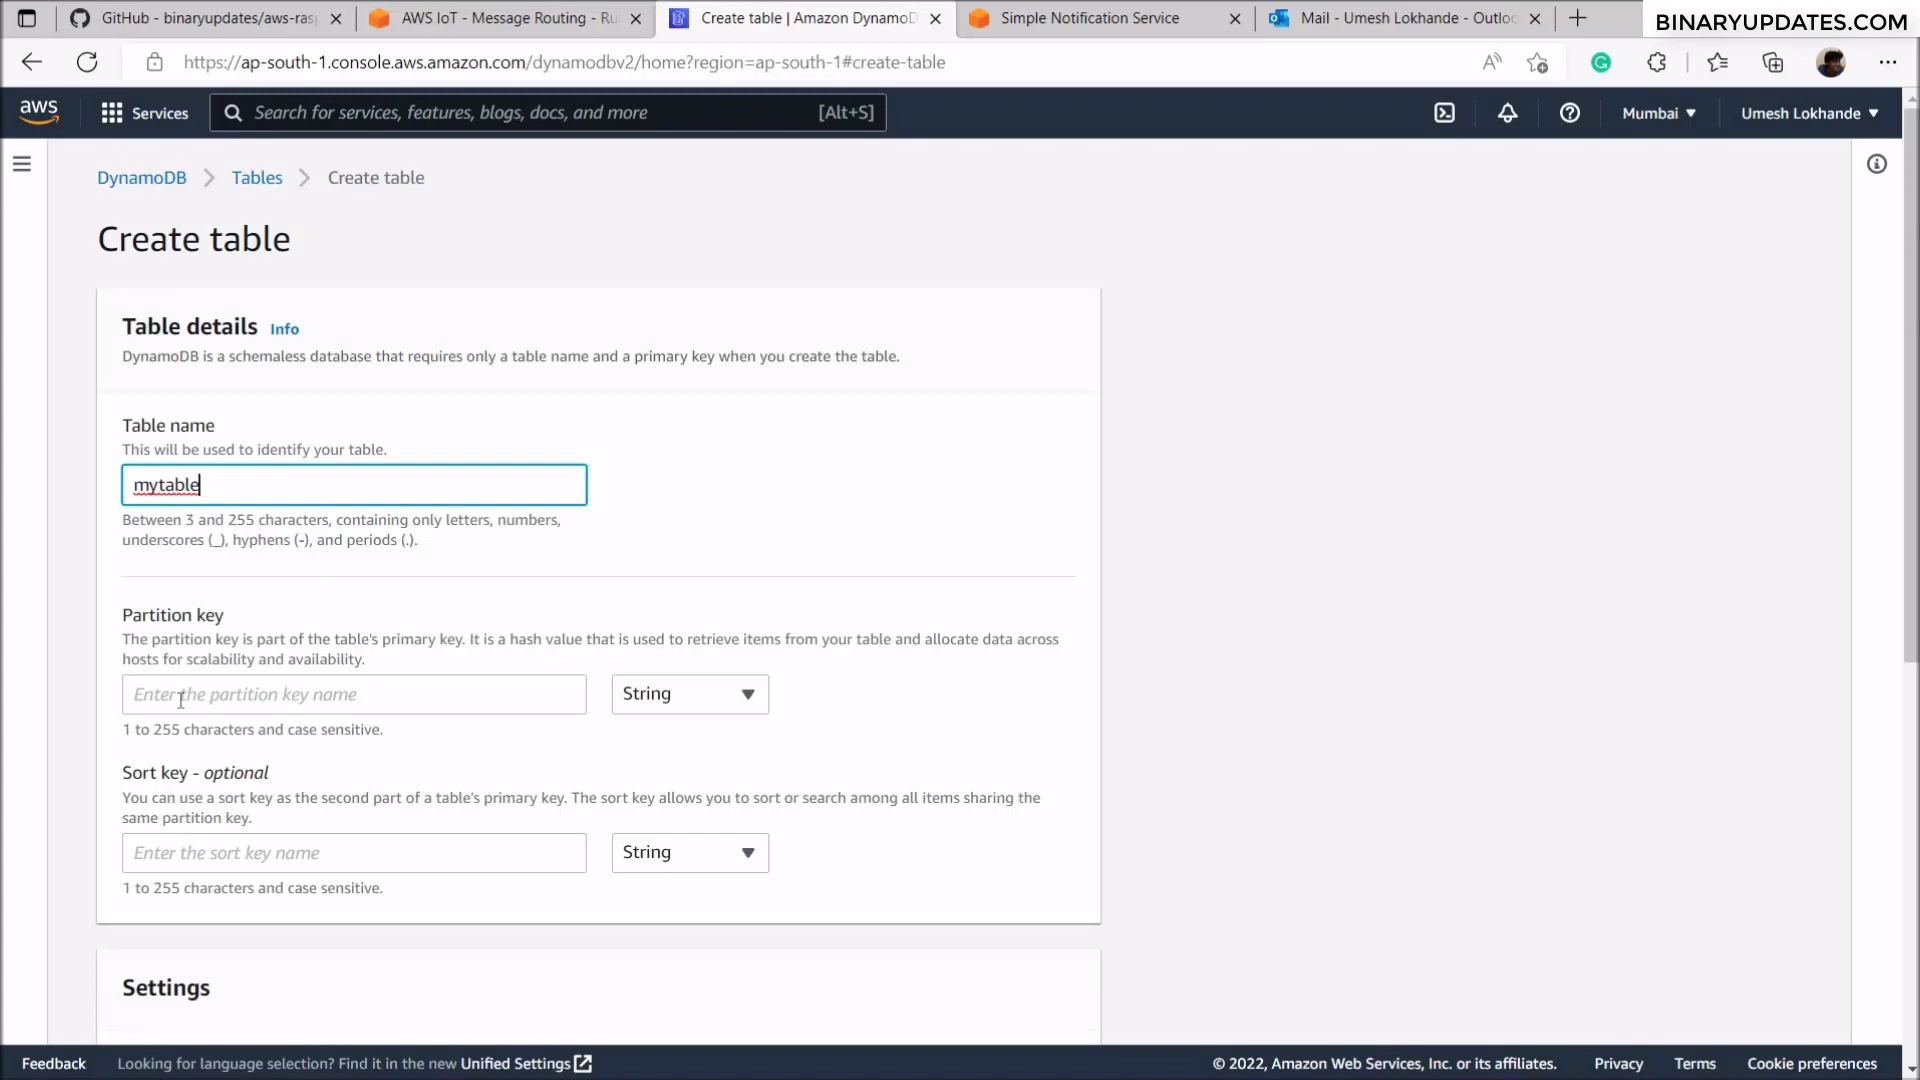 GitHub - binaryupdates/aws-rasp
AWS IoT - Message Routing - Ru
Create table | Amazon DynamoD
Simple Notification Service
Mail - Umesh Lokhande - Outloo
BINARYUPDATES.COM
https://ap-south-1.console.aws.amazon.com/dynamodbv2/home?region=ap-south-1#create-table
aws
Services
Search for services, features, blogs, docs, and more
[Alt+S]
Mumbai
Umesh Lokhande
DynamoDB
Tables
Create table
Create table
Table details Info
DynamoDB is a schemaless database that requires only a table name and a primary key when you create the table.
Table name
This will be used to identify your table.
mytable
Between 3 and 255 characters, containing only letters, numbers,
underscores (_), hyphens (-), and periods (.).
Partition key
The partition key is part of the table's primary key. It is a hash value that is used to retrieve items from your table and allocate data across
hosts for scalability and availability.
Enter the partition key name
String
1 to 255 characters and case sensitive.
Sort key - optional
You can use a sort key as the second part of a table's primary key. The sort key allows you to sort or search among all items sharing the
same partition key.
Enter the sort key name
String
1 to 255 characters and case sensitive.
Settings
Feedback
Looking for language selection? Find it in the new Unified Settings
© 2022, Amazon Web Services, Inc. or its affiliates.
Privacy
Terms
Cookie preferences